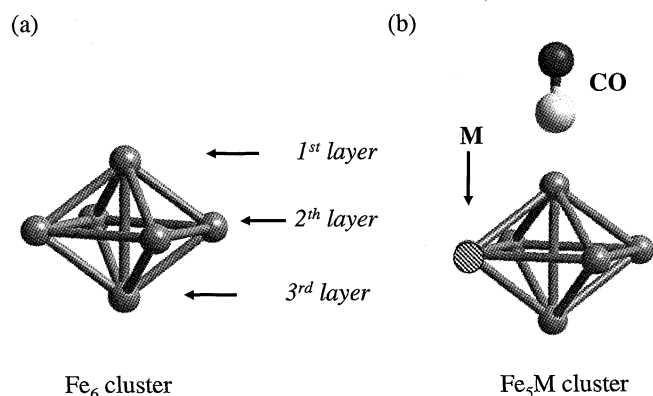 (a)
(b)
CO
M
1st layer
2th layer
3rd layer
Fe6 cluster
Fe5M cluster